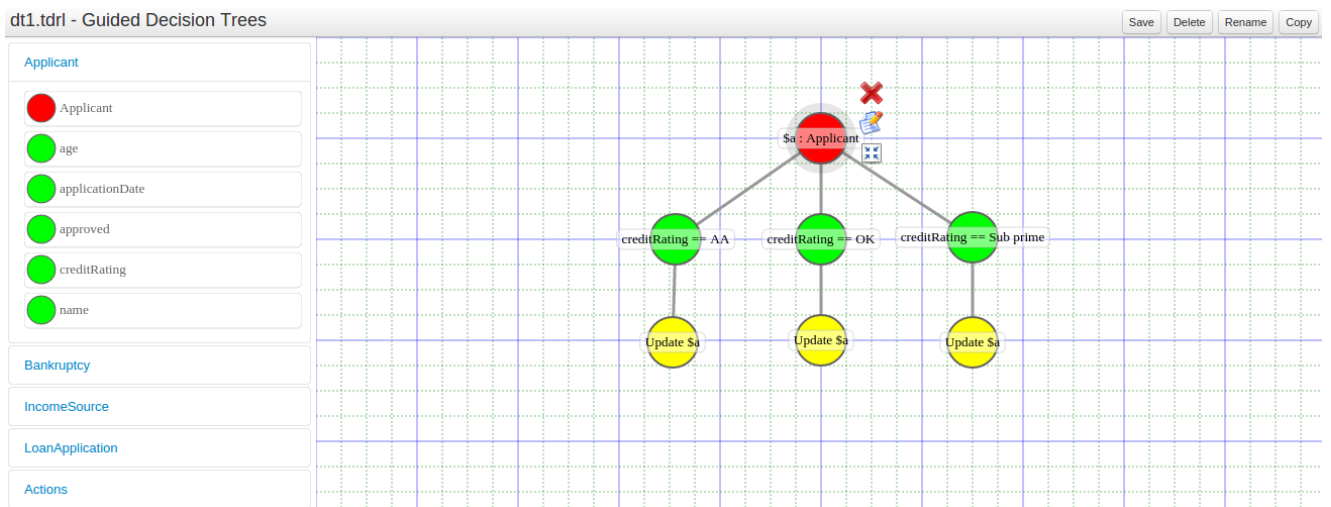 dt1.tdrl - Guided Decision Trees
Save
Delete
Rename
Copy
Applicant
Applicant
age
applicationDate
approved
creditRating
name
Bankruptcy
IncomeSource
LoanApplication
Actions
$a : Applicant
creditRating == AA
creditRating == OK
creditRating == Sub prime
Update $a
Update $a
Update $a